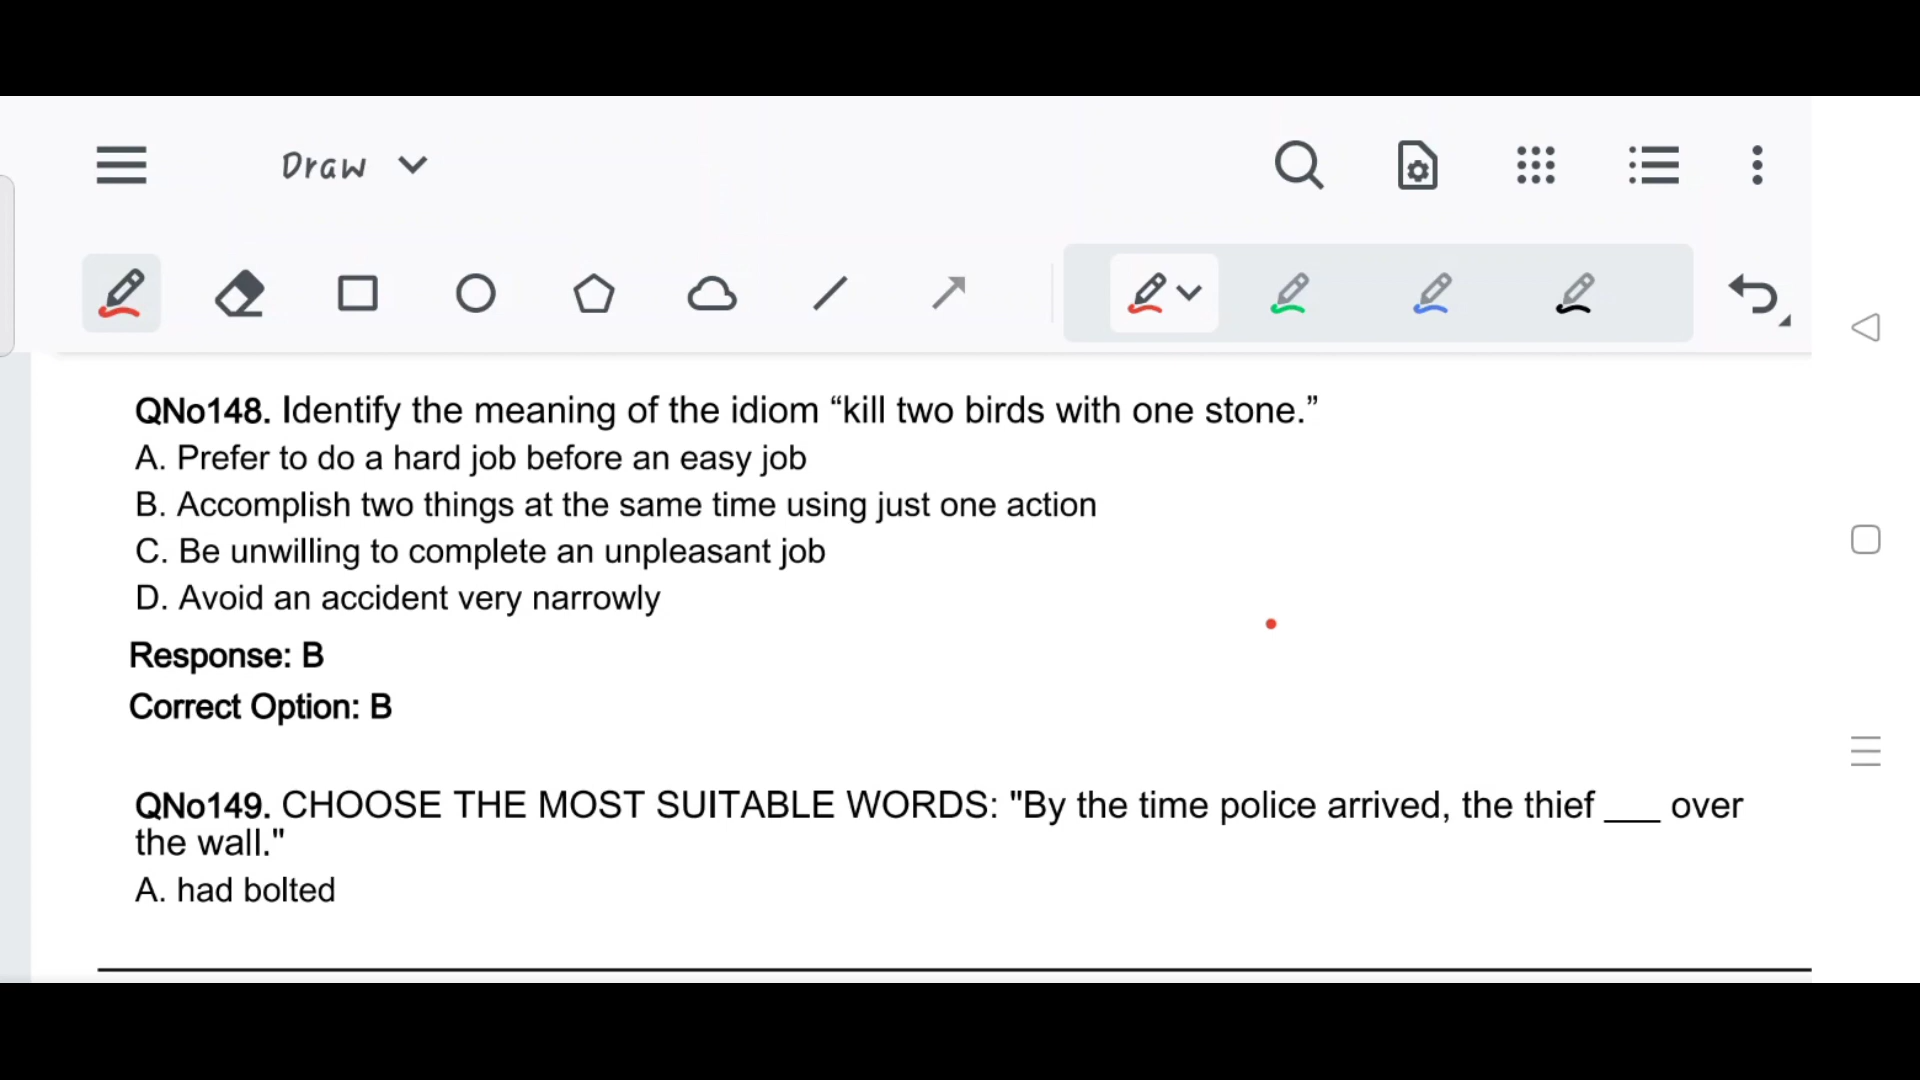 Draw
QNo148. Identify the meaning of the idiom “kill two birds with one stone.”
A. Prefer to do a hard job before an easy job
B. Accomplish two things at the same time using just one action
C. Be unwilling to complete an unpleasant job
D. Avoid an accident very narrowly
Response: B
Correct Option: B
QNo149. CHOOSE THE MOST SUITABLE WORDS: "By the time police arrived, the thief ___ over
the wall."
A. had bolted